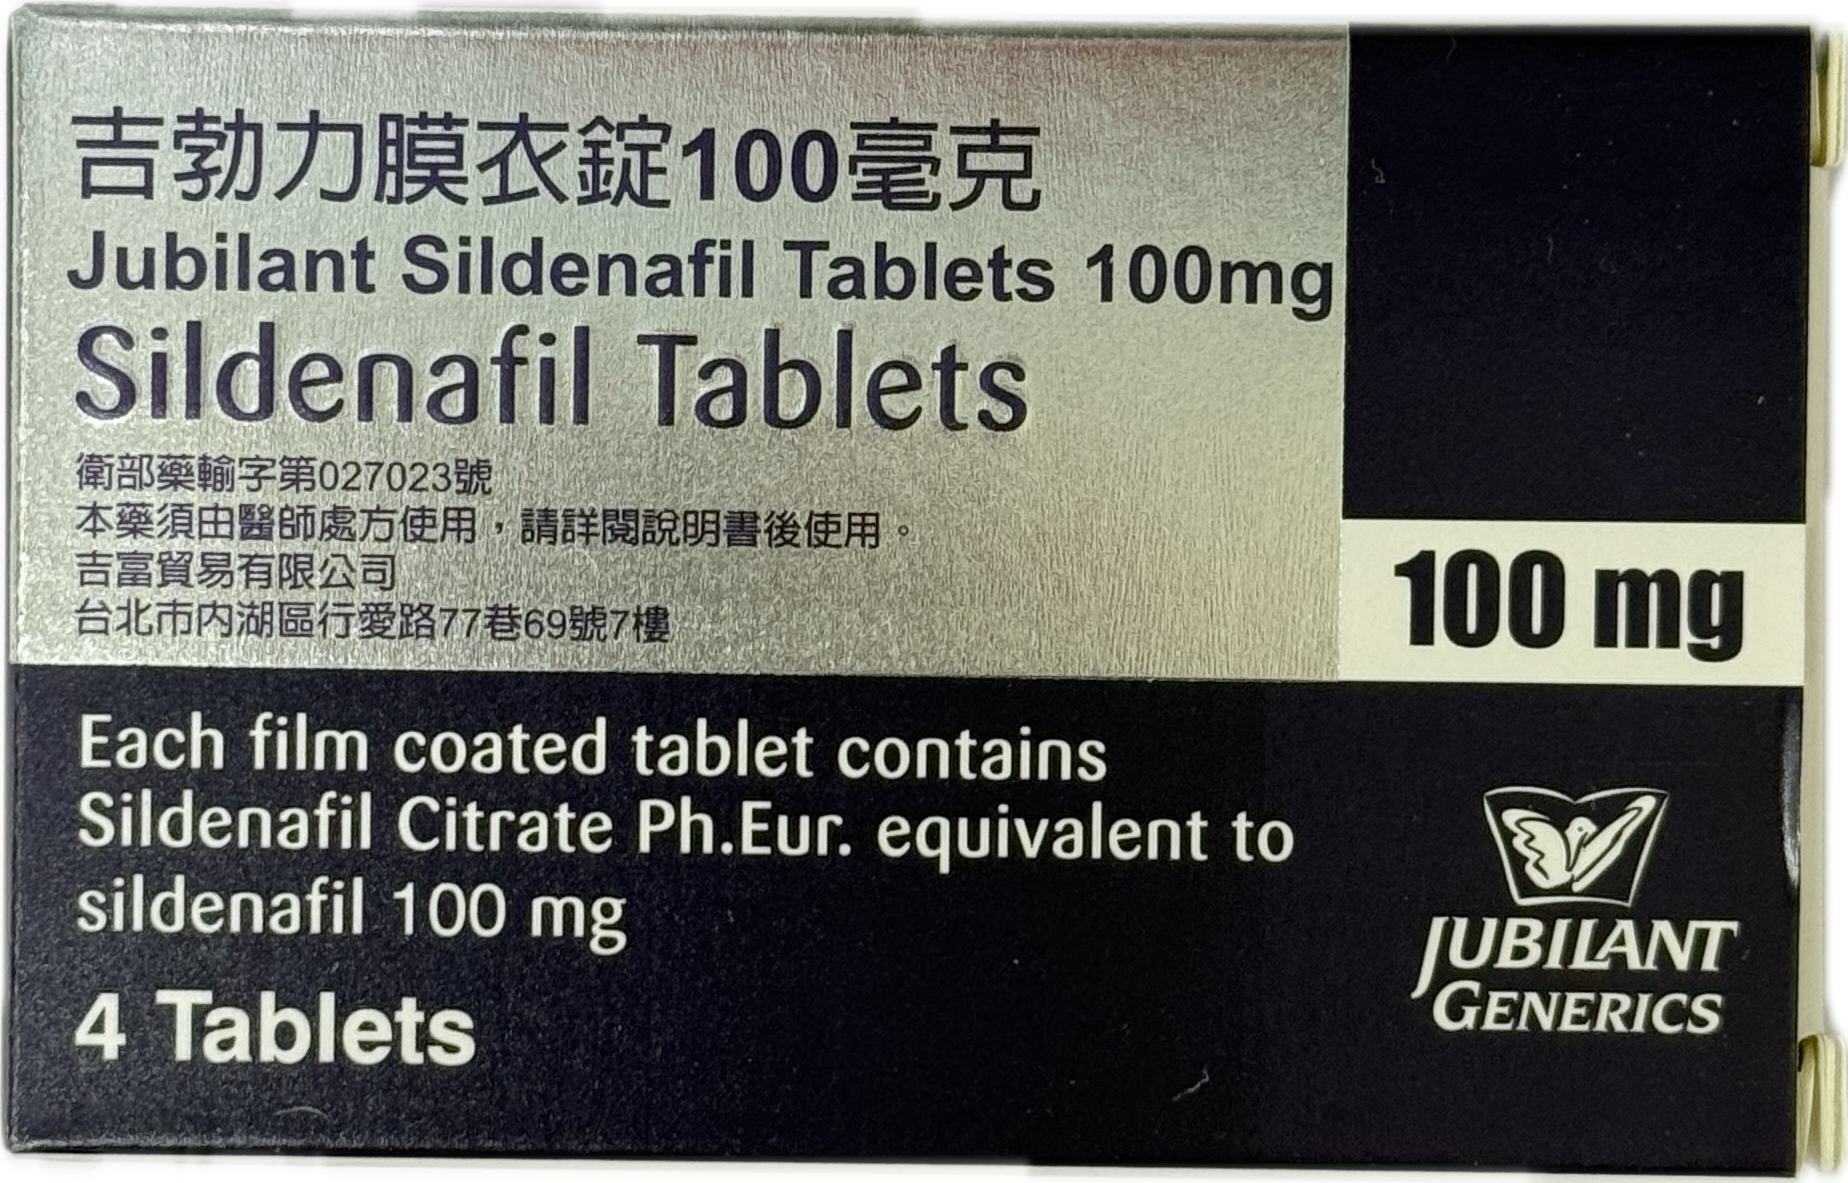 吉勃力膜衣錠100毫克
Jubilant Sildenafil Tablets 100mg
Sildenafil Tablets
衛部藥輸字第027023號
本藥須由醫師處方使用，請詳閱說明書後使用。
吉富貿易有限公司
台北市內湖區行愛路77巷69號7樓
100 mg
Each film coated tablet contains
Sildenafil Citrate Ph.Eur. equivalent to
sildenafil 100 mg
4 Tablets
JUBILANT
GENERICS